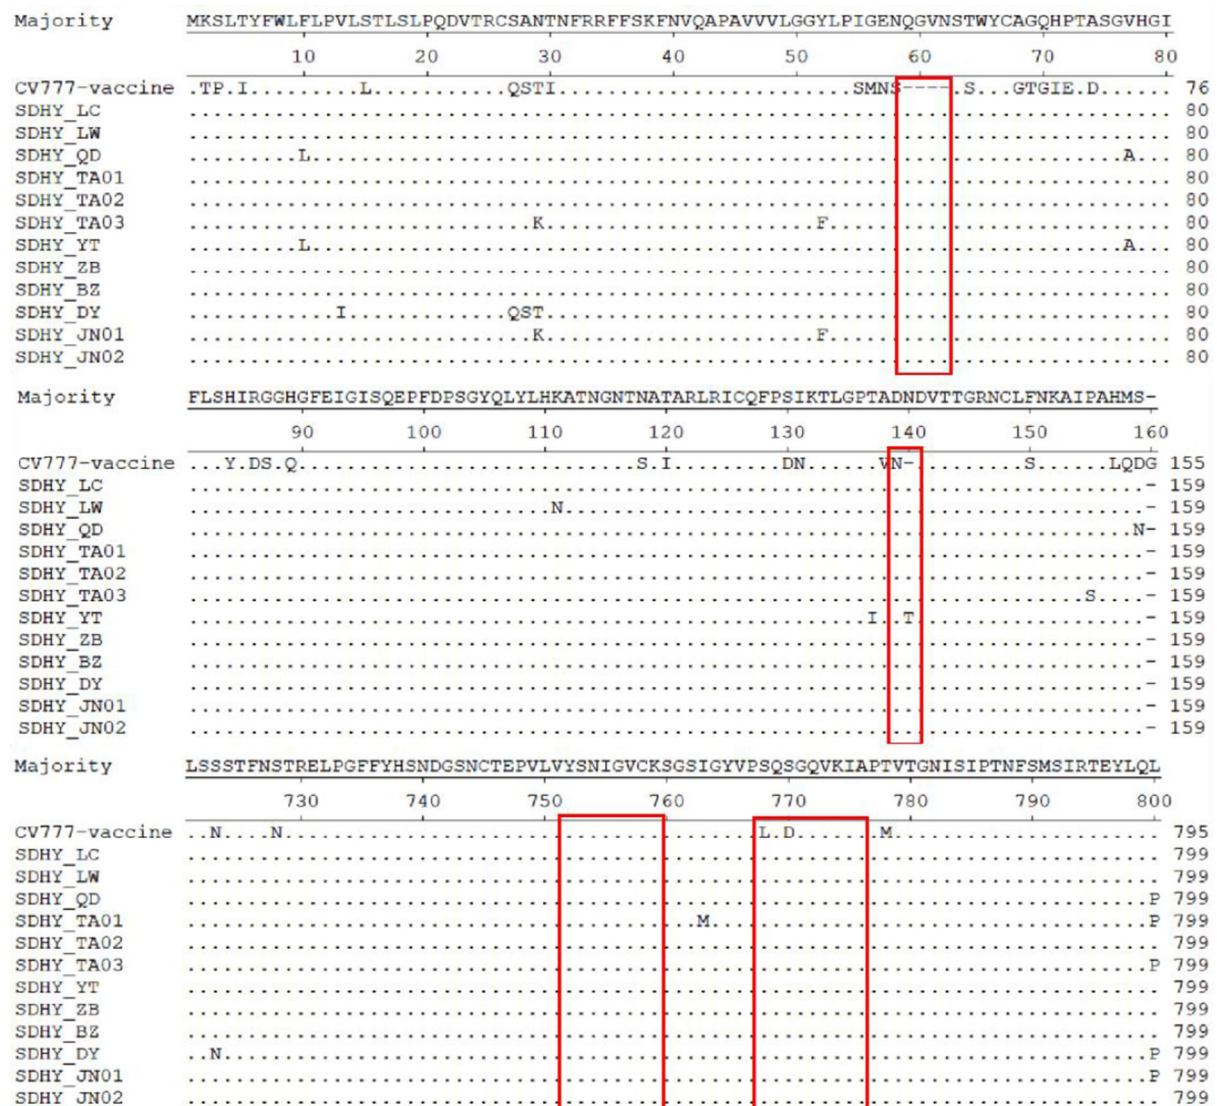 Majority MKSLTYFWLFLPVLSTLSLPQDVTRCSANTNFRRFFSKFNVQAPAVVVLGGYLPIGENQGVNSTWYCAGQHPTASGVHGI
10 20 30 40 50 60 70 80
CV777-vaccine .TP.I.........L...........QSTI........................SMNS----.S...GTGIE.D...... 76
SDHY_LC ................................................................................ 80
SDHY_LW ................................................................................ 80
SDHY_QD .........L..................................................................A... 80
SDHY_TA01 ................................................................................ 80
SDHY_TA02 ................................................................................ 80
SDHY_TA03 ............................K......................F............................ 80
SDHY_YT .........L..................................................................A... 80
SDHY_ZB ................................................................................ 80
SDHY_BZ ................................................................................ 80
SDHY_DY ............I.............QST................................................... 80
SDHY_JN01 ............................K......................F............................ 80
SDHY_JN02 ................................................................................ 80
Majority FLSHIRGGHGFEIGISQEPFDPSGYQLYLHKATNGNTNATARLRICQFPSIKTLGPTADNDVTTGRNCLFNKAIPAHMS-
90 100 110 120 130 140 150 160
CV777-vaccine ...Y.DS.Q............................S.I.........DN......VN-.........S......LQDG 155
SDHY_LC ...............................................................................- 159
SDHY_LW ..............................N................................................- 159
SDHY_QD ..............................................................................N- 159
SDHY_TA01 ...............................................................................- 159
SDHY_TA02 ...............................................................................- 159
SDHY_TA03 ..........................................................................S....- 159
SDHY_YT ........................................................I..T...................- 159
SDHY_ZB ...............................................................................- 159
SDHY_BZ ...............................................................................- 159
SDHY_DY ...............................................................................- 159
SDHY_JN01 ...............................................................................- 159
SDHY_JN02 ...............................................................................- 159
Majority LSSSTFNSTRELPGFFYHSNDGSNCTEPVLVYSNIGVCKSGSIGYVPSQSGQVKIAPTVTGNISIPTNFSMSIRTEYLQL
730 740 750 760 770 780 790 800
CV777-vaccine ..N....N.......................................L.D.......M...................... 795
SDHY_LC ................................................................................ 799
SDHY_LW ................................................................................ 799
SDHY_QD ...............................................................................P 799
SDHY_TA01 ..........................................M....................................P 799
SDHY_TA02 ................................................................................ 799
SDHY_TA03 ...............................................................................P 799
SDHY_YT ................................................................................ 799
SDHY_ZB ................................................................................ 799
SDHY_BZ ................................................................................ 799
SDHY_DY ..N............................................................................P 799
SDHY_JN01 ...............................................................................P 799
SDHY_JN02 ................................................................................ 799